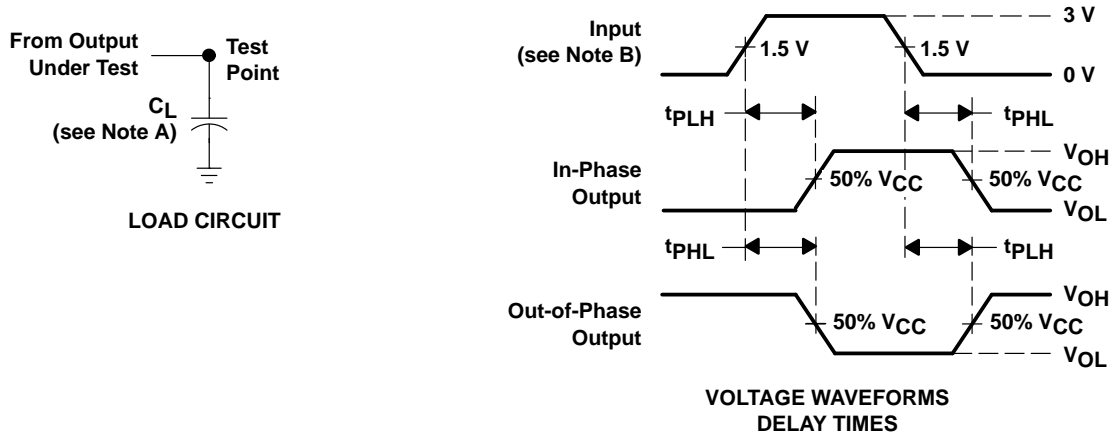 From Output
Under Test
Test
Point
CL
(see Note A)
LOAD CIRCUIT
Input
(see Note B)
1.5 V
1.5 V
3 V
0 V
tPLH
tPHL
In-Phase
Output
50% VCC
50% VCC
VOH
VOL
tPHL
tPLH
Out-of-Phase
Output
50% VCC
50% VCC
VOH
VOL
VOLTAGE WAVEFORMS
DELAY TIMES